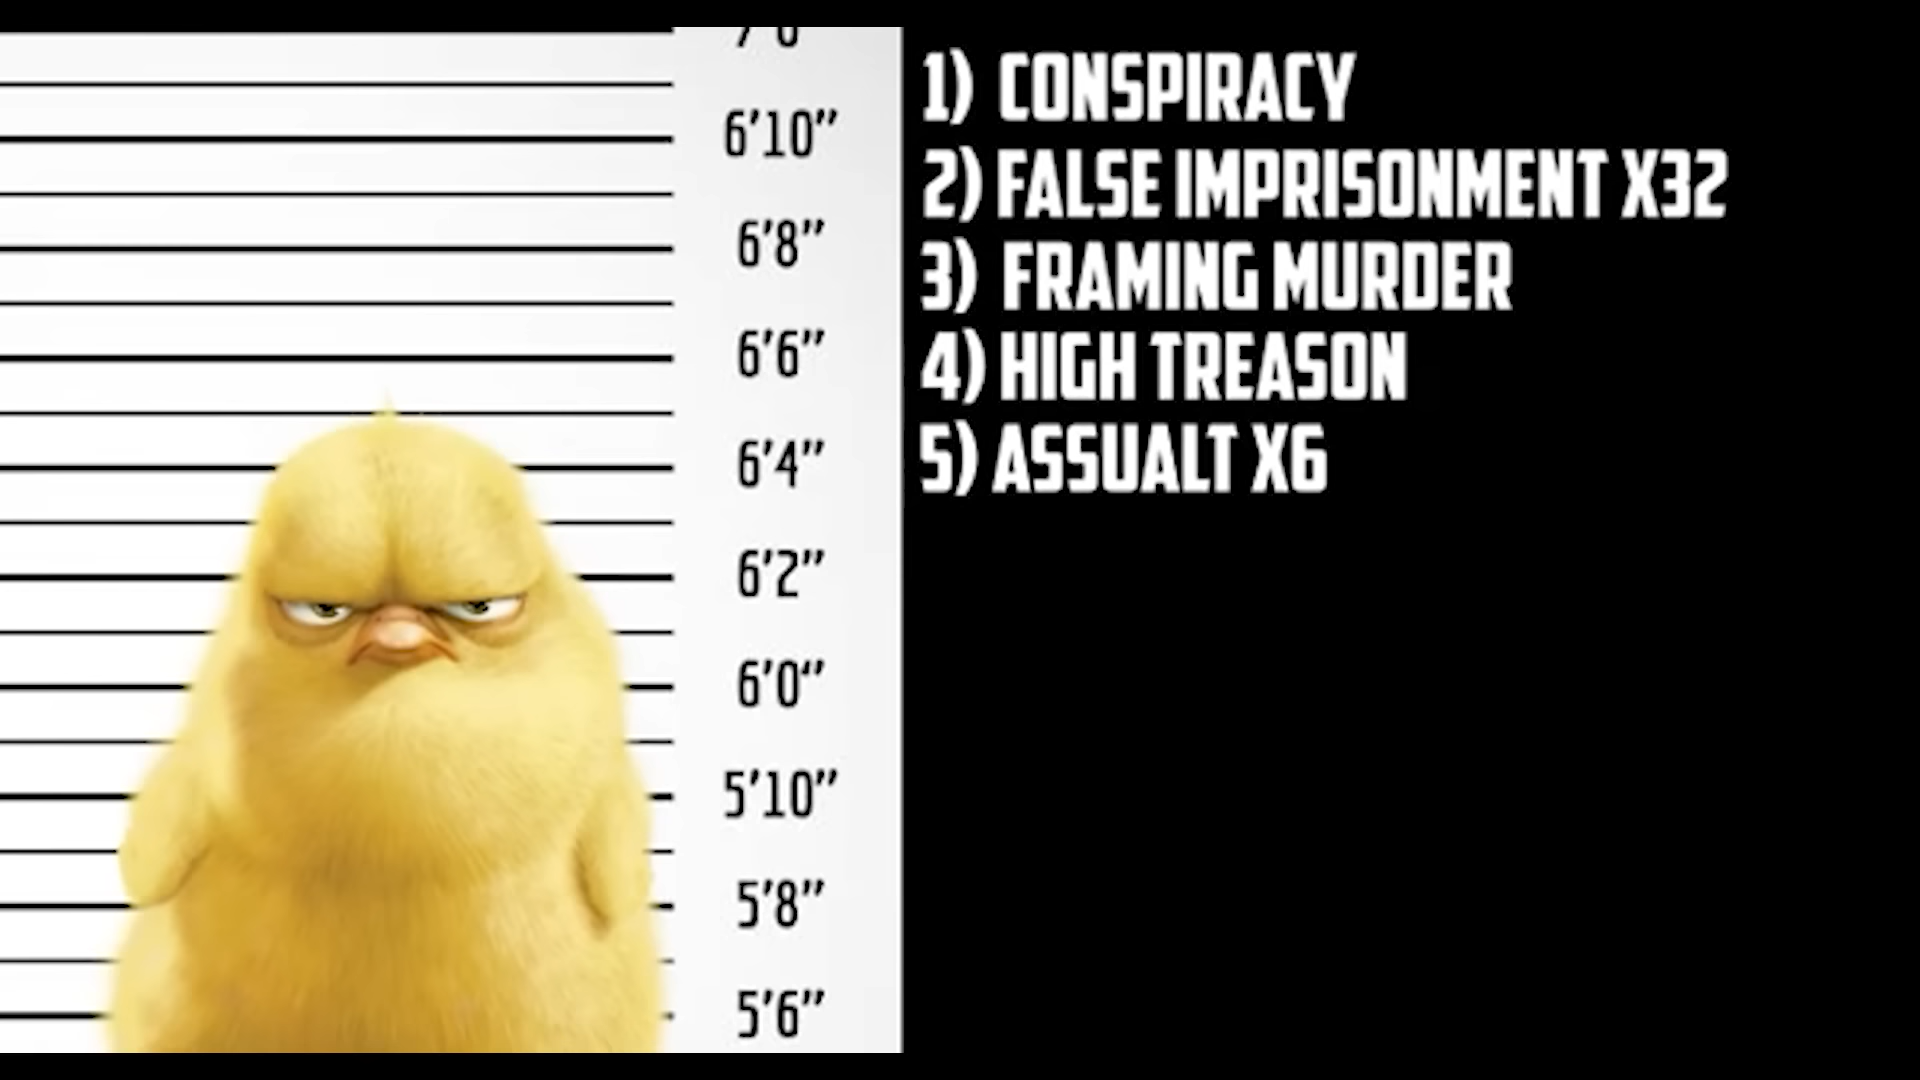 6'10"
6'8"
6'6"
6'4"
6'2"
6'0"
5'10"
5'8"
5'6"
1) CONSPIRACY
2) FALSE IMPRISONMENT X32
3) FRAMING MURDER
4) HIGH TREASON
5) ASSUALT X6